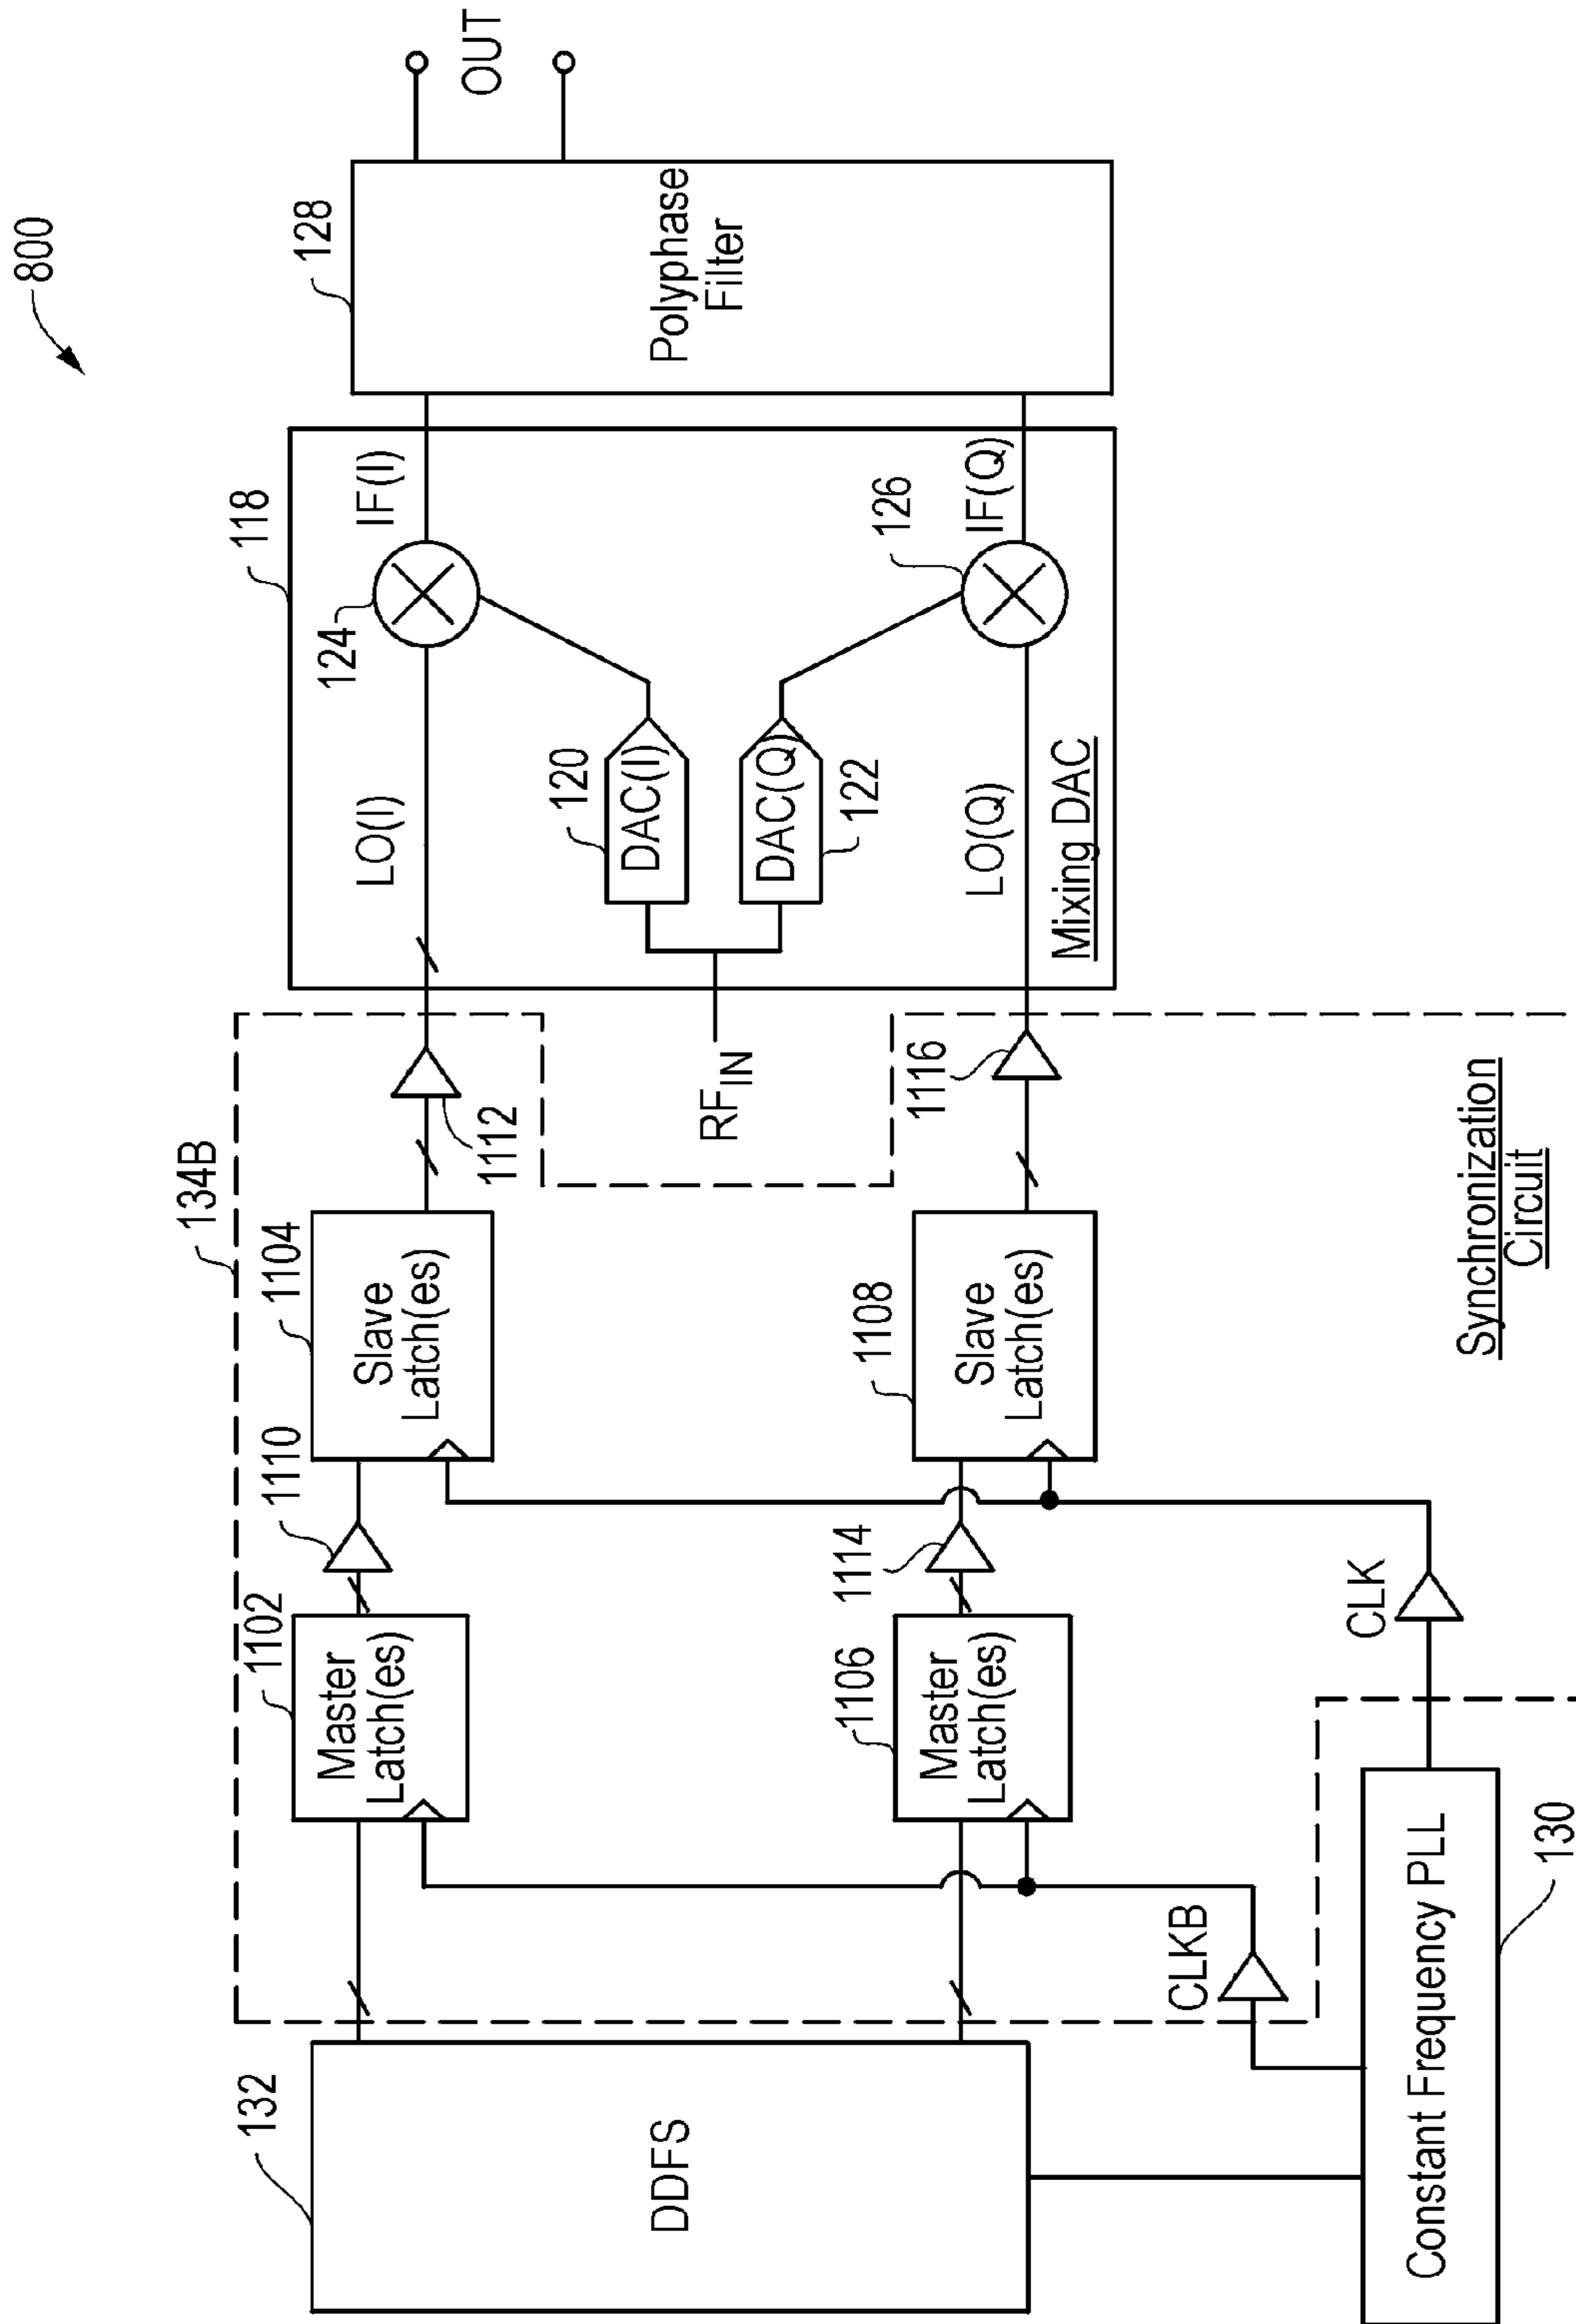 800
134B
118
128
132
1102
1110
1104
1112
124
LO(I)
IF(I)
OUT
Master
Latch(es)
Slave
Latch(es)
120
DAC(I)
Polyphase
Filter
DDFS
RF_IN
DAC(Q)
122
126
1106
1114
1108
1116
LO(Q)
IF(Q)
Master
Latch(es)
Slave
Latch(es)
Mixing DAC
CLKB
CLK
Constant Frequency PLL
130
Synchronization
Circuit